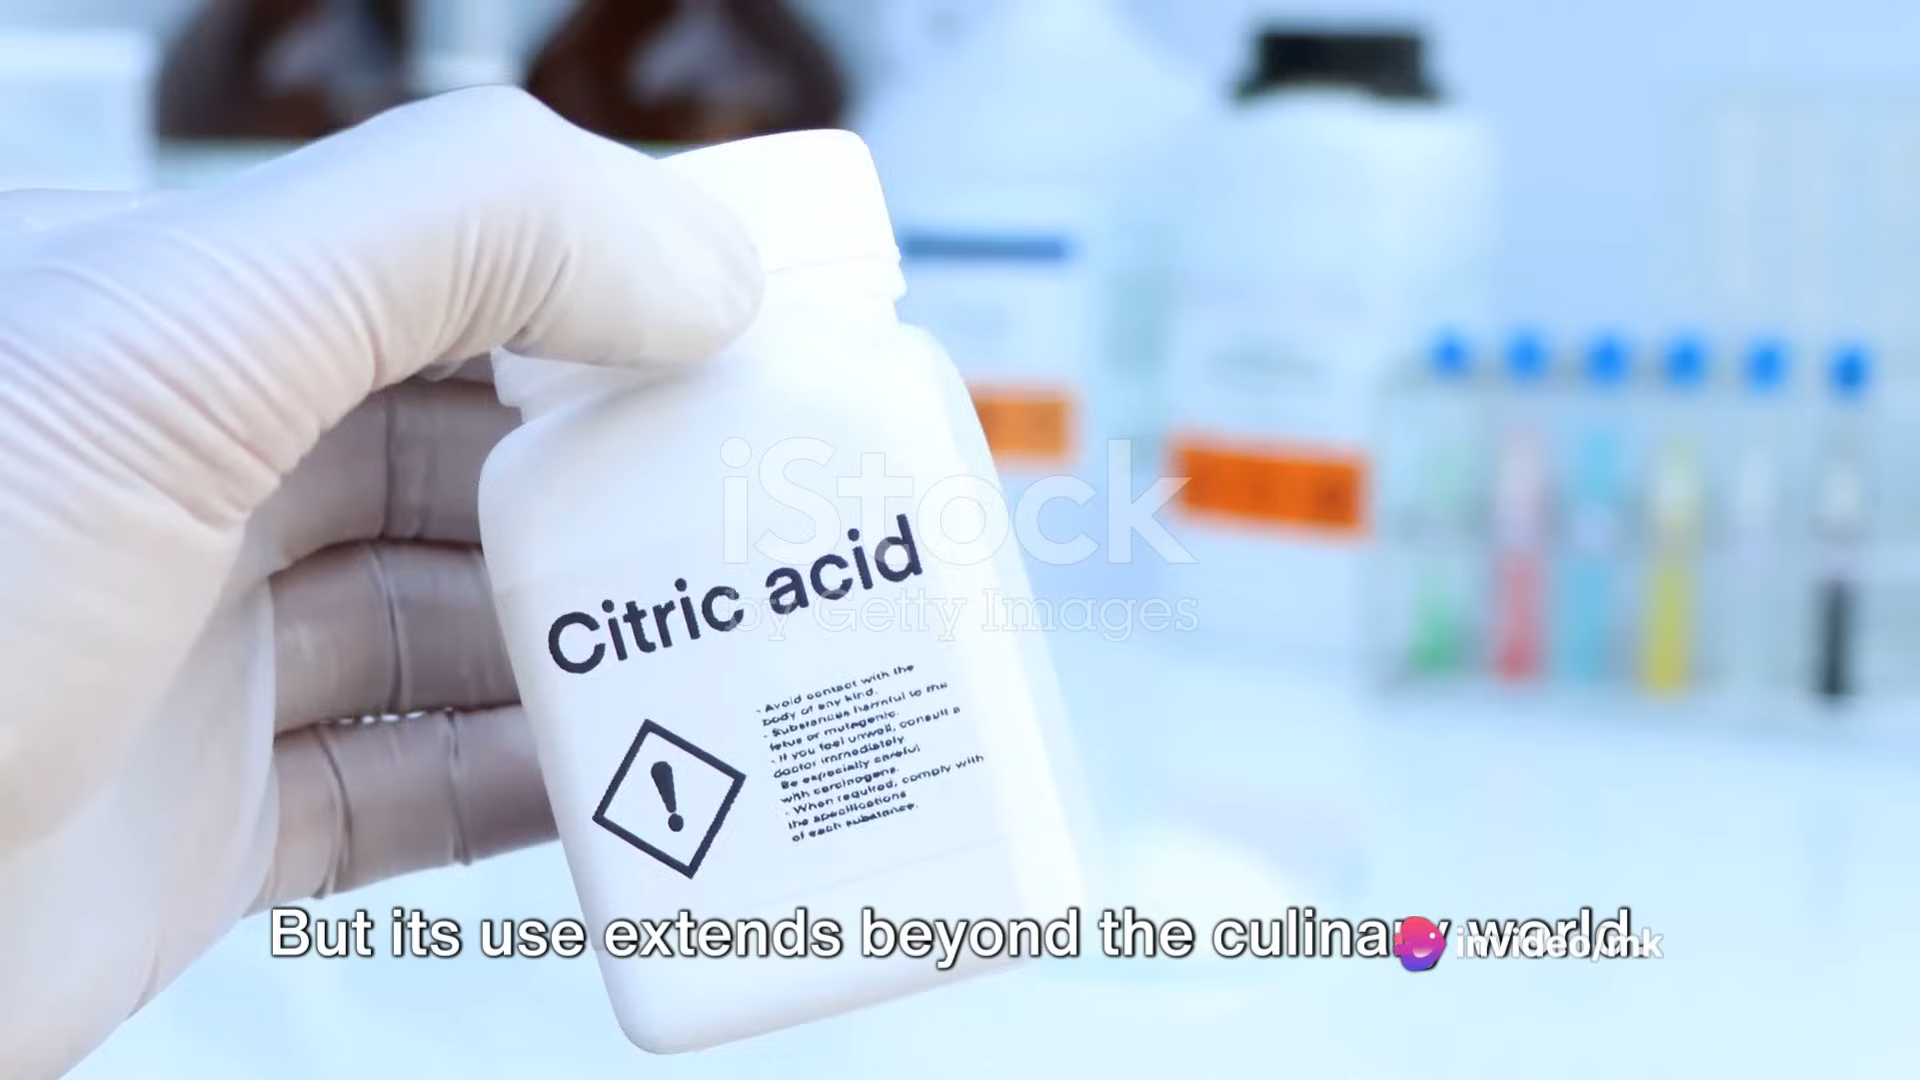 iStock
by Getty Images
Citric acid
- Avoid contact with the
body of any kind.
- Substances harmful to the
fetus or mutagenic.
- If you feel unwell, consult a
doctor immediately.
Be especially careful
with carcinogens.
- When required, comply with
the specifications
of each substance.
But its use extends beyond the culinary world.